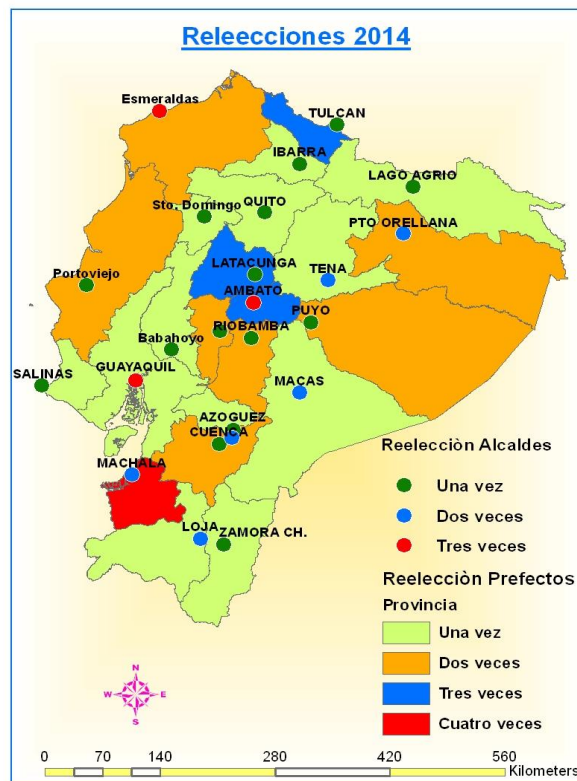 Releecciones 2014
Esmeraldas
TULCAN
IBARRA
LAGO AGRIO
Sto. Domingo
QUITO
PTO ORELLANA
LATACUNGA
TENA
Portoviejo
AMBATO
PUYO
RIOBAMBA
Babahoyo
GUAYAQUIL
SALINAS
MACAS
AZOGUEZ
CUENCA
MACHALA
LOJA
ZAMORA CH.
Reelecciòn Alcaldes
Una vez
Dos veces
Tres veces
Reelecciòn Prefectos
Provincia
Una vez
Dos veces
Tres veces
Cuatro veces
N
W E
S
0 70 140 280 420 560
Kilometers